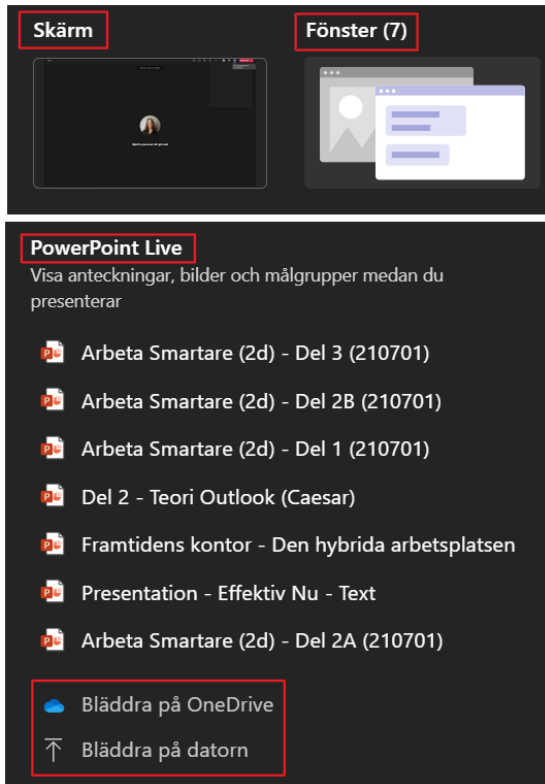 Skärm
Fönster (7)
PowerPoint Live
Visa anteckningar, bilder och målgrupper medan du
presenterar
Arbeta Smartare (2d) - Del 3 (210701)
Arbeta Smartare (2d) - Del 2B (210701)
Arbeta Smartare (2d) - Del 1 (210701)
Del 2 - Teori Outlook (Caesar)
Framtidens kontor - Den hybrida arbetsplatsen
Presentation - Effektiv Nu - Text
Arbeta Smartare (2d) - Del 2A (210701)
Bläddra på OneDrive
Bläddra på datorn